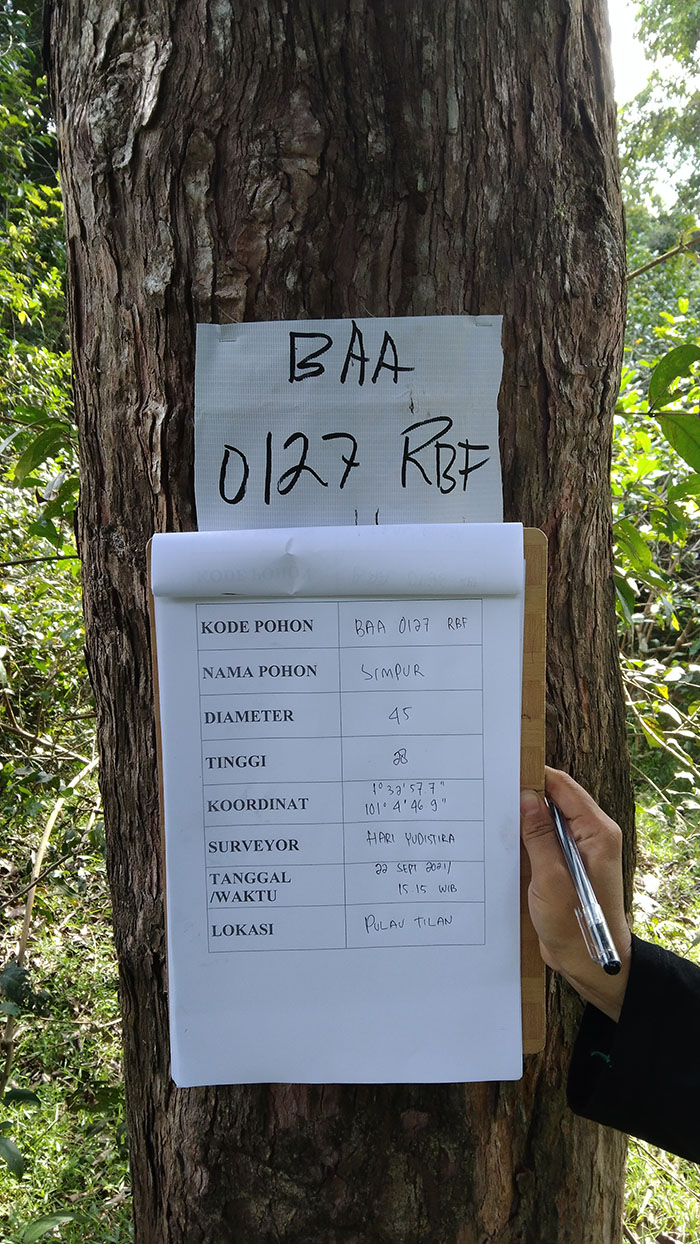 BAA
0127 RBF
KODE POHON BAA 0127 RBF
NAMA POHON SIMPUR
DIAMETER 45
TINGGI 28
KOORDINAT 1° 32' 57 7"
101° 4' 46 9"
SURVEYOR HARI YUDISTIRA
TANGGAL 22 SEPT 2021/
/WAKTU 15 15 WIB
LOKASI PULAU TILAN